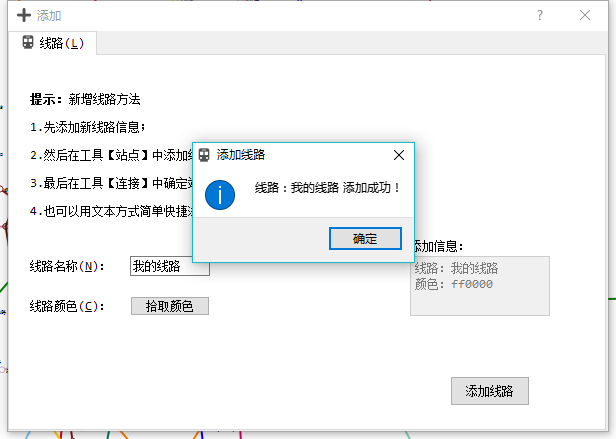 添加
线路(L)
提示：新增线路方法
1.先添加新线路信息；
2.然后在工具【站点】中添加
3.最后在工具【连接】中确定
4.也可以用文本方式简单快捷
添加线路
线路：我的线路 添加成功！
确定
线路名称(N)：
我的线路
添加信息：
线路：我的线路
颜色：ff0000
线路颜色(C)：
拾取颜色
添加线路